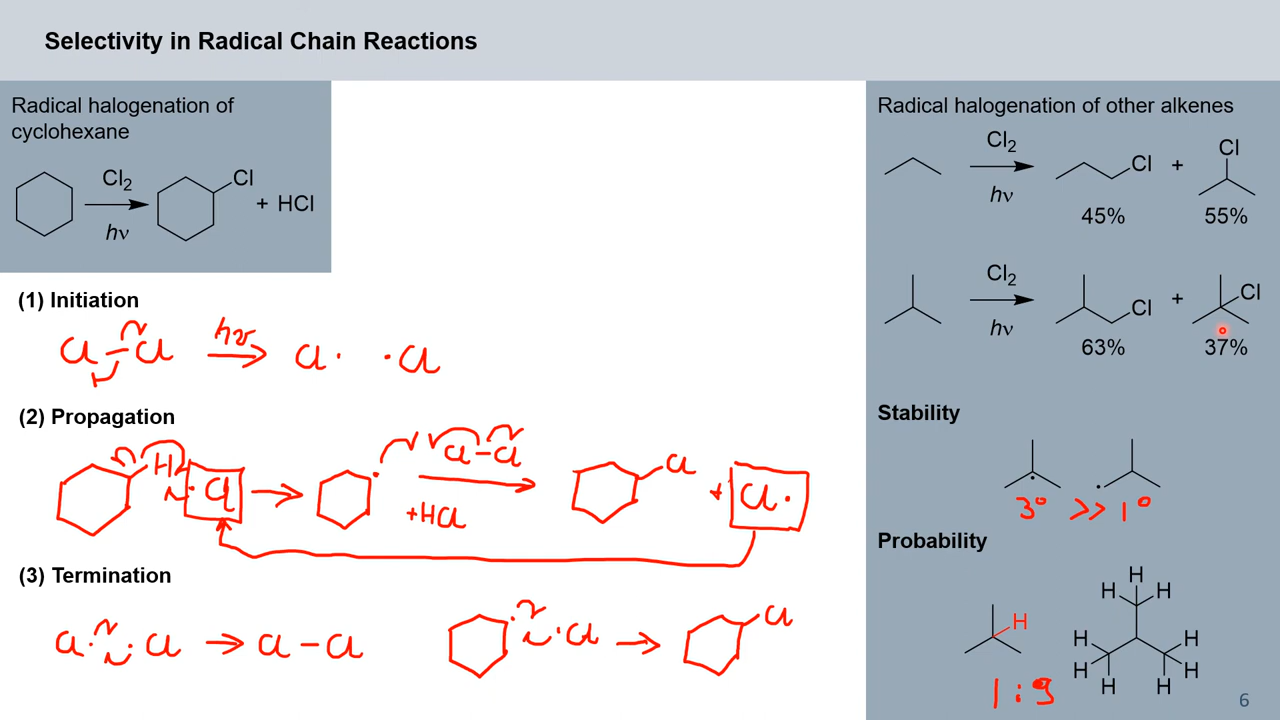 Selectivity in Radical Chain Reactions
Radical halogenation of
cyclohexane
Cl2
hν
Cl
+ HCl
(1) Initiation
Cl–Cl hν Cl· ·Cl
(2) Propagation
H ·Cl Cl–Cl Cl + Cl·
+HCl
(3) Termination
Cl· ·Cl → Cl–Cl · ·Cl → Cl
Radical halogenation of other alkenes
Cl2
hν
Cl
+
Cl
45%
55%
Cl2
hν
Cl
+
Cl
63%
37%
Stability
3° >> 1°
Probability
H
H
H H
H H
H H
H H
1:9
6